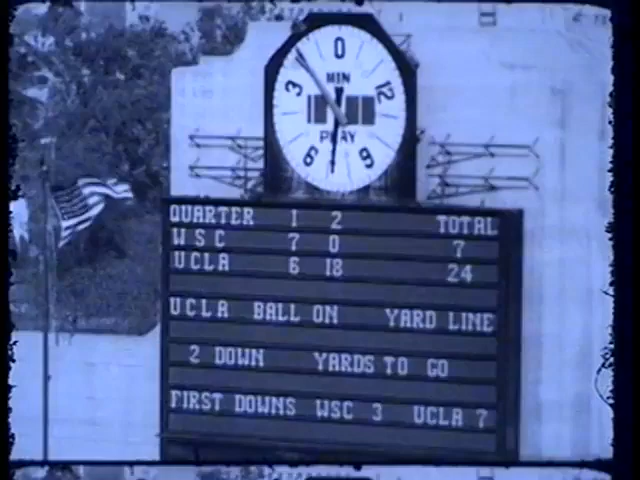 0
3 MIN 12
PLAY
6 9
QUARTER 1 2 TOTAL
WSC 7 0 7
UCLA 6 18 24
UCLA BALL ON YARD LINE
2 DOWN YARDS TO GO
FIRST DOWNS WSC 3 UCLA 7